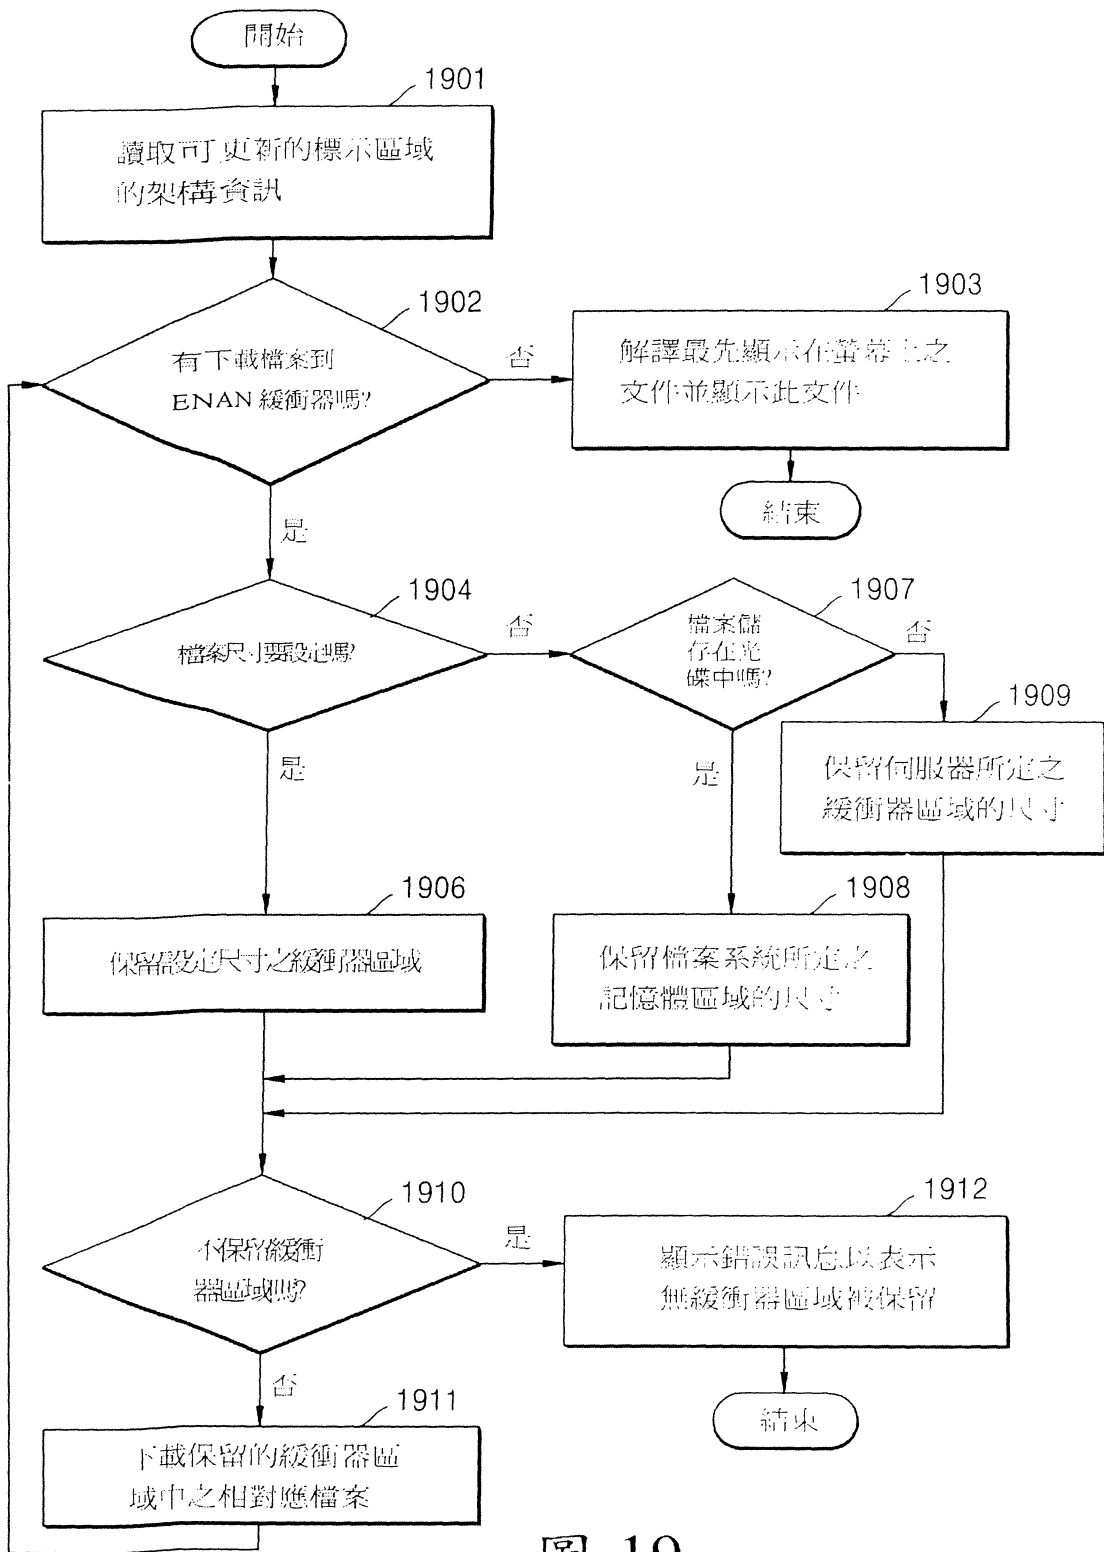 開始
1901
讀取可更新的標示區域
的架構資訊
1902
有下載檔案到
ENAN 緩衝器嗎?
否
1903
解譯最先顯示在螢幕上之
文件並顯示此文件
結束
是
1904
檔案尺寸要設定嗎?
否
1907
檔案儲
存在光
碟中嗎?
否
1909
保留伺服器所定之
緩衝器區域的尺寸
是
是
1906
保留設定尺寸之緩衝器區域
1908
保留檔案系統所定之
記憶體區域的尺寸
1910
不保留緩衝
器區域嗎?
是
1912
顯示錯誤訊息以表示
無緩衝器區域被保留
結束
否
1911
下載保留的緩衝器區
域中之相對應檔案
圖 19